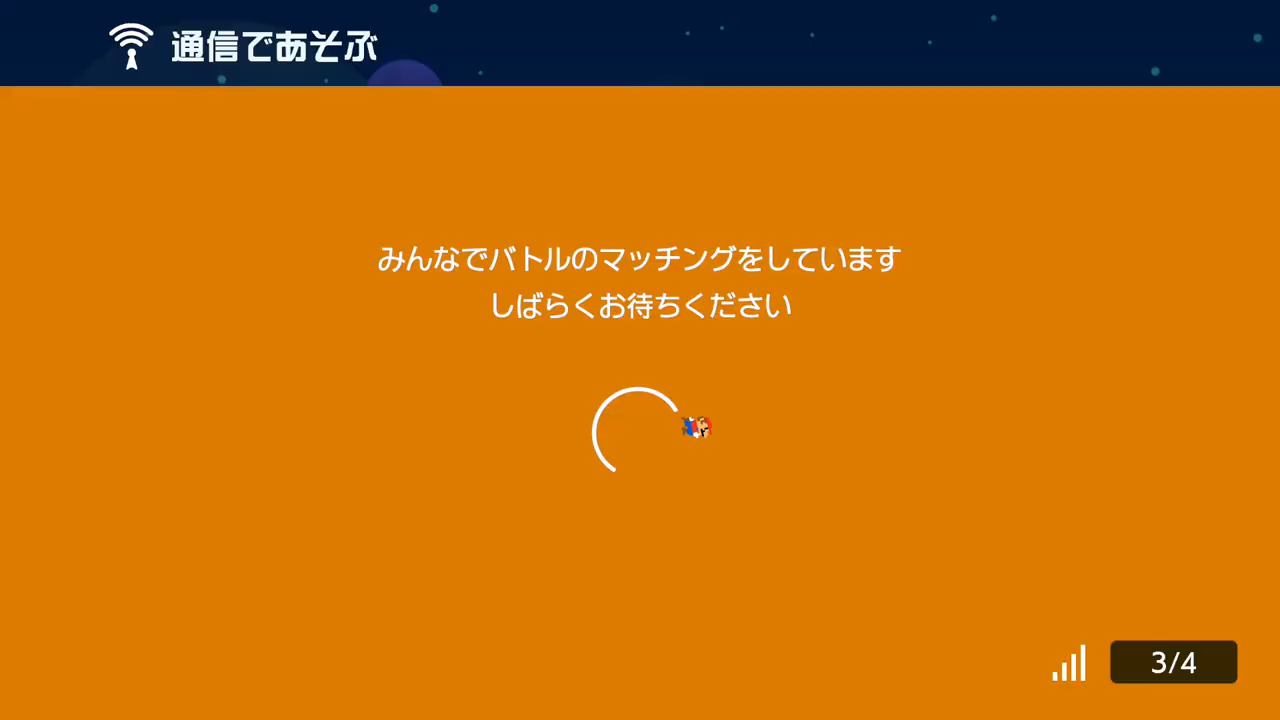 通信であそぶ
みんなでバトルのマッチングをしています
しばらくお待ちください
3/4